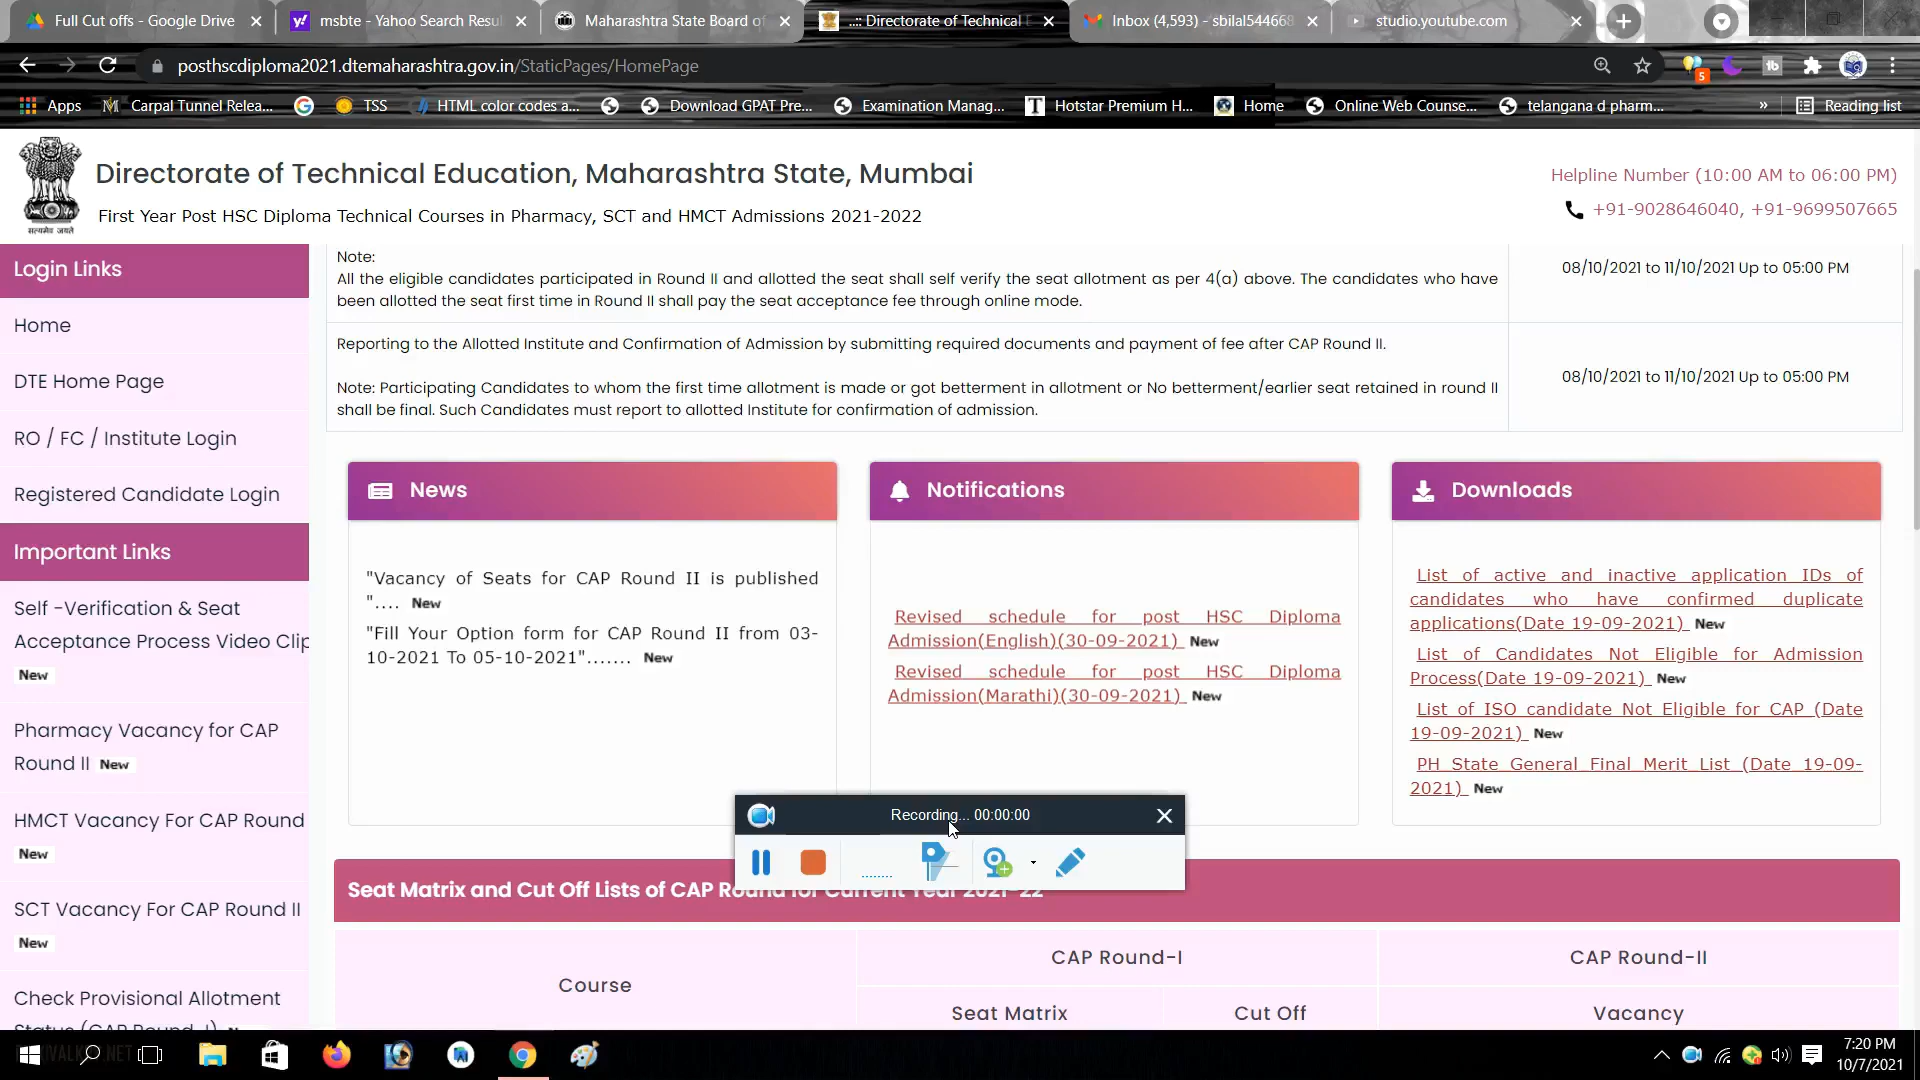 Full Cut offs - Google Drive
msbte - Yahoo Search Resul
Maharashtra State Board of
..:: Directorate of Technical E
Inbox (4,593) - sbilal544668
studio.youtube.com
posthscdiploma2021.dtemaharashtra.gov.in/StaticPages/HomePage
5
Apps
Carpal Tunnel Relea...
TSS
HTML color codes a...
Download GPAT Pre...
Examination Manag...
Hotstar Premium H...
Home
Online Web Counse...
telangana d pharm...
»
Reading list
Directorate of Technical Education, Maharashtra State, Mumbai
First Year Post HSC Diploma Technical Courses in Pharmacy, SCT and HMCT Admissions 2021-2022
Helpline Number (10:00 AM to 06:00 PM)
+91-9028646040, +91-9699507665
सत्यमेव जयते
Login Links
Home
DTE Home Page
RO / FC / Institute Login
Registered Candidate Login
Important Links
Self -Verification & Seat
Acceptance Process Video Clip
New
Pharmacy Vacancy for CAP
Round II New
HMCT Vacancy For CAP Round
New
SCT Vacancy For CAP Round II
New
Check Provisional Allotment
Status (CAP Round-I)
Note:
All the eligible candidates participated in Round II and allotted the seat shall self verify the seat allotment as per 4(a) above. The candidates who have
been allotted the seat first time in Round II shall pay the seat acceptance fee through online mode.
08/10/2021 to 11/10/2021 Up to 05:00 PM
Reporting to the Allotted Institute and Confirmation of Admission by submitting required documents and payment of fee after CAP Round II.
Note: Participating Candidates to whom the first time allotment is made or got betterment in allotment or No betterment/earlier seat retained in round II
shall be final. Such Candidates must report to allotted Institute for confirmation of admission.
08/10/2021 to 11/10/2021 Up to 05:00 PM
News
"Vacancy of Seats for CAP Round II is published
".... New
"Fill Your Option form for CAP Round II from 03-
10-2021 To 05-10-2021"....... New
Notifications
Revised schedule for post HSC Diploma
Admission(English)(30-09-2021) New
Revised schedule for post HSC Diploma
Admission(Marathi)(30-09-2021) New
Downloads
List of active and inactive application IDs of
candidates who have confirmed duplicate
applications(Date 19-09-2021) New
List of Candidates Not Eligible for Admission
Process(Date 19-09-2021) New
List of ISO candidate Not Eligible for CAP (Date
19-09-2021) New
PH State General Final Merit List (Date 19-09-
2021) New
Recording... 00:00:00
Seat Matrix and Cut Off Lists of CAP Round for Current Year 2021-22
Course
CAP Round-I
CAP Round-II
Seat Matrix
Cut Off
Vacancy
7:20 PM
10/7/2021